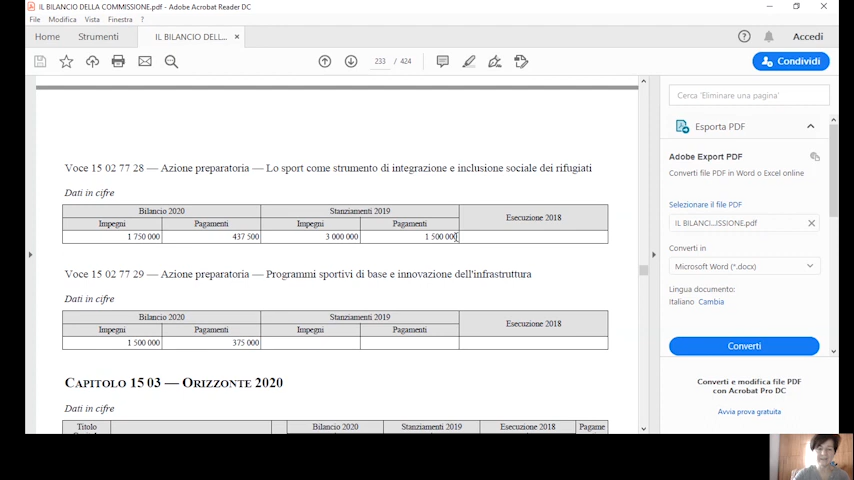 IL BILANCIO DELLA COMMISSIONE.pdf - Adobe Acrobat Reader DC
File Modifica Vista Finestra ?
Home Strumenti IL BILANCIO DELL... × Accedi
233 / 424 Condividi
Cerca 'Eliminare una pagina'
Esporta PDF
Adobe Export PDF
Converti file PDF in Word o Excel online
Selezionare il file PDF
IL BILANCI...ISSIONE.pdf
Converti in
Microsoft Word (*.docx)
Lingua documento:
Italiano Cambia
Converti
Converti e modifica file PDF
con Acrobat Pro DC
Avvia prova gratuita
Voce 15 02 77 28 — Azione preparatoria — Lo sport come strumento di integrazione e inclusione sociale dei rifugiati
Dati in cifre
Bilancio 2020 Stanziamenti 2019 Esecuzione 2018
Impegni Pagamenti Impegni Pagamenti
1 750 000 437 500 3 000 000 1 500 000
Voce 15 02 77 29 — Azione preparatoria — Programmi sportivi di base e innovazione dell'infrastruttura
Dati in cifre
Bilancio 2020 Stanziamenti 2019 Esecuzione 2018
Impegni Pagamenti Impegni Pagamenti
1 500 000 375 000
CAPITOLO 15 03 — ORIZZONTE 2020
Dati in cifre
Titolo Bilancio 2020 Stanziamenti 2019 Esecuzione 2018 Pagame